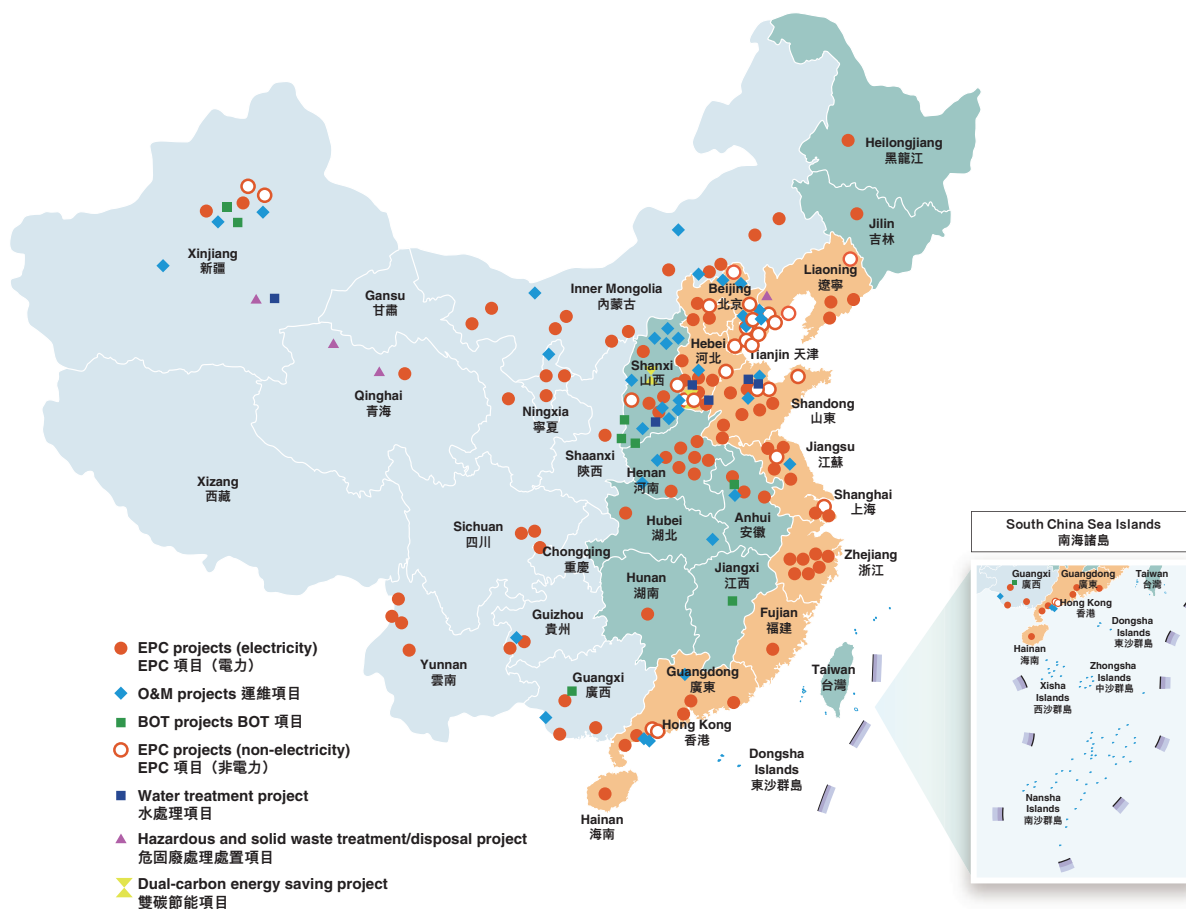 Heilongjiang
黑龍江
Jilin
吉林
Liaoning
遼寧
Xinjiang
新疆
Gansu
甘肅
Inner Mongolia
內蒙古
Beijing
北京
Hebei
河北
Tianjin 天津
Shanxi
山西
Qinghai
青海
Ningxia
寧夏
Shandong
山東
Shaanxi
陝西
Henan
河南
Jiangsu
江蘇
Xizang
西藏
Shanghai
上海
Sichuan
四川
Hubei
湖北
Anhui
安徽
Chongqing
重慶
Zhejiang
浙江
Hunan
湖南
Jiangxi
江西
Guizhou
貴州
Fujian
福建
Yunnan
雲南
Guangxi
廣西
Guangdong
廣東
Taiwan
台灣
Hong Kong
香港
Dongsha
Islands
東沙群島
Hainan
海南
EPC projects (electricity)
EPC 項目（電力）
O&M projects 運維項目
BOT projects BOT 項目
EPC projects (non-electricity)
EPC 項目（非電力）
Water treatment project
水處理項目
Hazardous and solid waste treatment/disposal project
危固廢處理處置項目
Dual-carbon energy saving project
雙碳節能項目
South China Sea Islands
南海諸島
Guangxi
廣西
Guangdong
廣東
Taiwan
台灣
Hong Kong
香港
Dongsha
Islands
東沙群島
Hainan
海南
Zhongsha
Islands
中沙群島
Xisha
Islands
西沙群島
Nansha
Islands
南沙群島